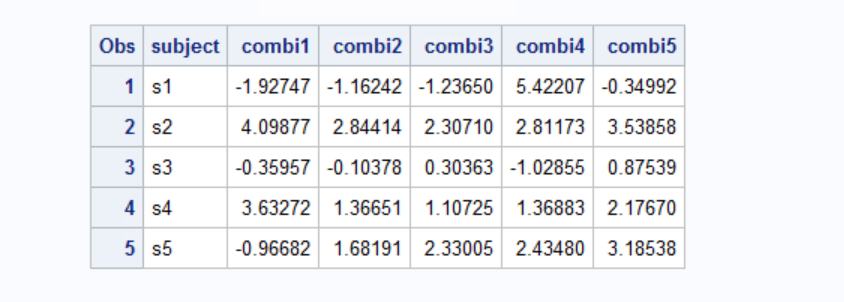 Obs subject combi1 combi2 combi3 combi4 combi5
1 s1 -1.92747 -1.16242 -1.23650 5.42207 -0.34992
2 s2 4.09877 2.84414 2.30710 2.81173 3.53858
3 s3 -0.35957 -0.10378 0.30363 -1.02855 0.87539
4 s4 3.63272 1.36651 1.10725 1.36883 2.17670
5 s5 -0.96682 1.68191 2.33005 2.43480 3.18538